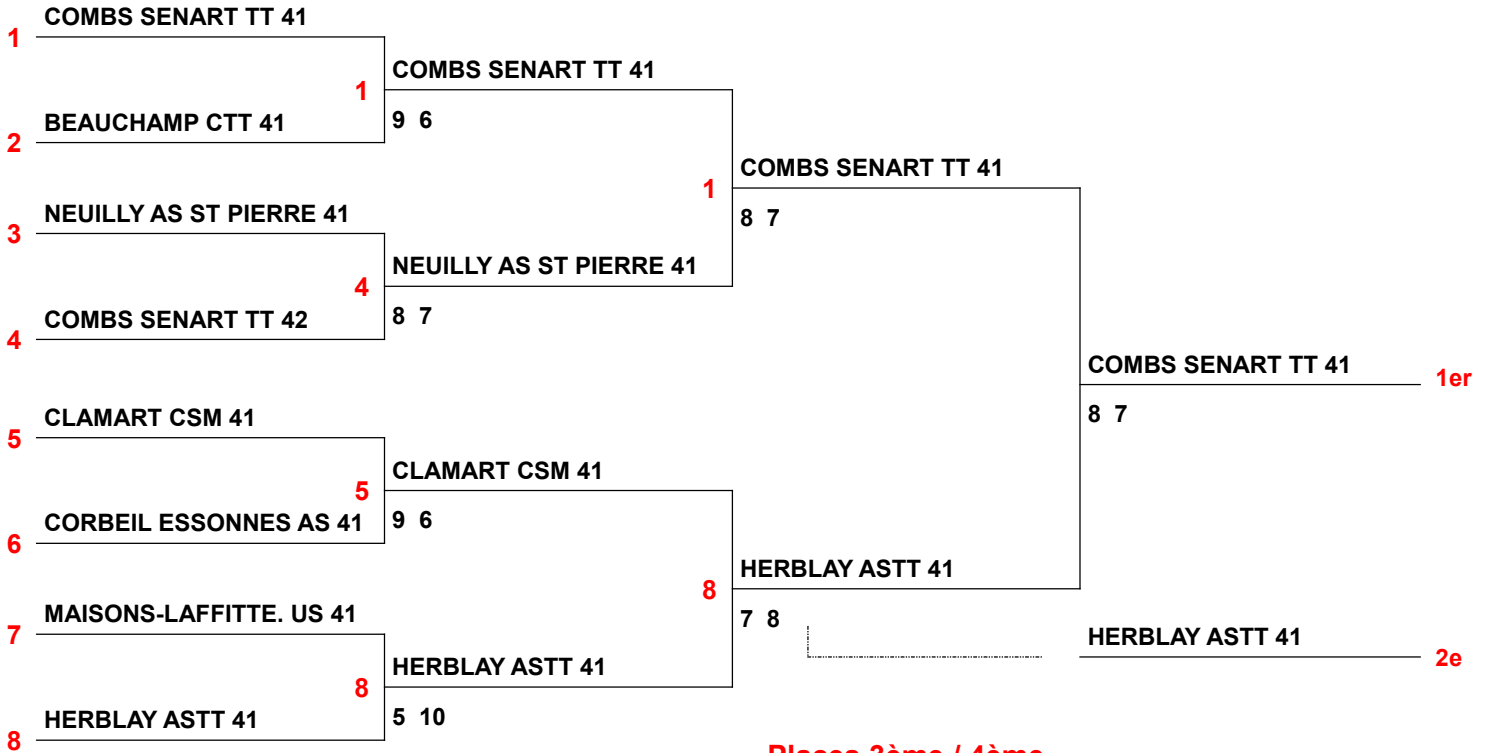 COMBS SENART TT 41
1
COMBS SENART TT 41
1
BEAUCHAMP CTT 41
9 6
2
COMBS SENART TT 41
1
NEUILLY AS ST PIERRE 41
8 7
3
NEUILLY AS ST PIERRE 41
4
COMBS SENART TT 42
8 7
4
COMBS SENART TT 41
1er
CLAMART CSM 41
8 7
5
CLAMART CSM 41
5
CORBEIL ESSONNES AS 41
9 6
6
HERBLAY ASTT 41
8
MAISONS-LAFFITTE. US 41
7 8
7
HERBLAY ASTT 41
2e
HERBLAY ASTT 41
8
HERBLAY ASTT 41
5 10
8
Places 3ème / 4ème